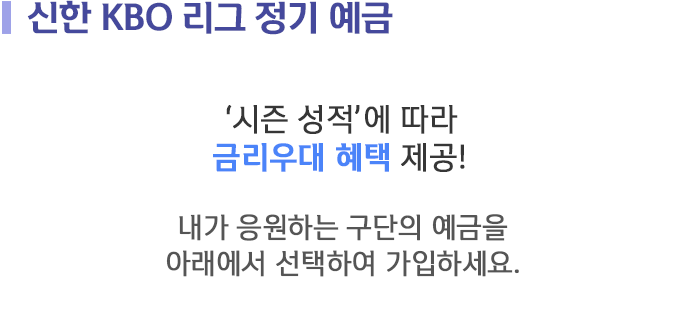 신한 KBO 리그 정기 예금
‘시즌 성적’에 따라
금리우대 혜택 제공!
내가 응원하는 구단의 예금을
아래에서 선택하여 가입하세요.